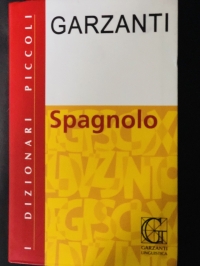 GARZANTI
I DIZIONARI PICCOLI
Spagnolo
G
GARZANTI
LINGUISTICA